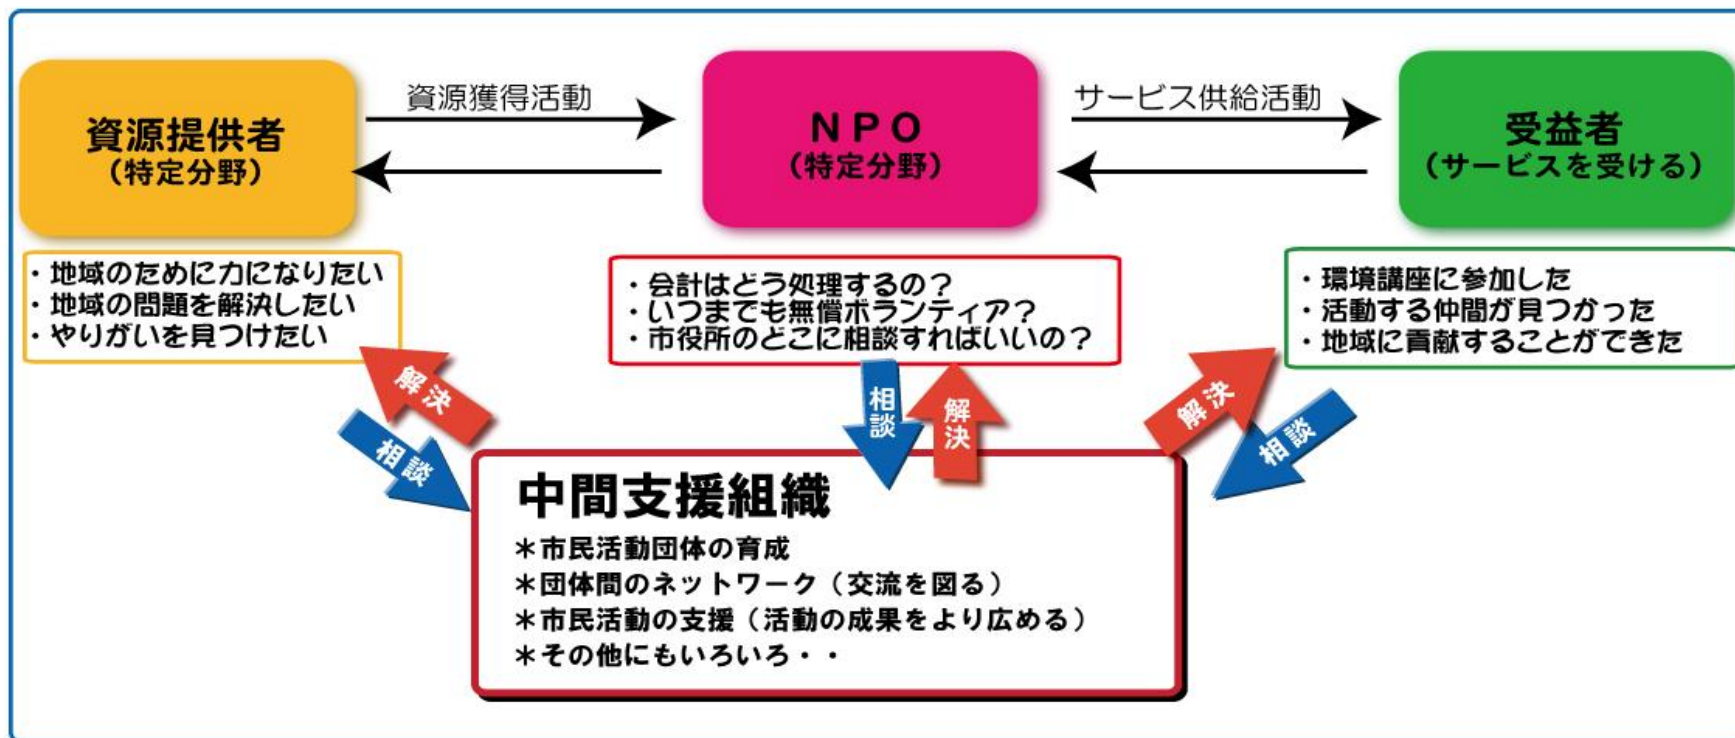 資源提供者
(特定分野)
資源獲得活動
NPO
(特定分野)
サービス供給活動
受益者
(サービスを受ける)
・地域のために力になりたい
・地域の問題を解決したい
・やりがいを見つけたい
・会計はどう処理するの?
・いつまでも無償ボランティア?
・市役所のどこに相談すればいいの?
・環境講座に参加した
・活動する仲間が見つかった
・地域に貢献することができた
解決
相談
相談
解決
解決
相談
中間支援組織
*市民活動団体の育成
*団体間のネットワーク(交流を図る)
*市民活動の支援(活動の成果をより広める)
*その他にもいろいろ・・